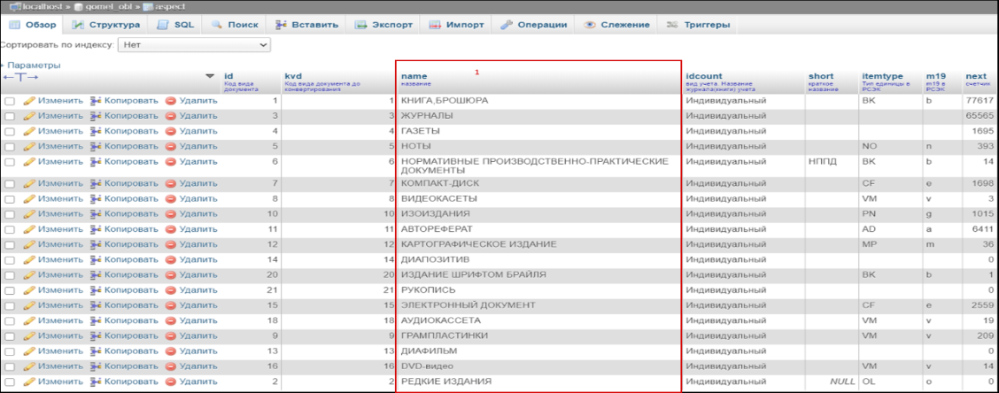 localhost » gomel_obl » aspect
Обзор Структура SQL Поиск Вставить Экспорт Импорт Операции Слежение Триггеры
Сортировать по индексу: Нет
+ Параметры
←T→ id kvd name 1 idcount short itemtype m19 next
Код вида документа Код вида документа до конвертирования название вид учета. Название журнала(книги) учета краткое название Тип единицы в РСЭК m19 в РСЭК счетчик
Изменить Копировать Удалить 1 1 КНИГА,БРОШЮРА Индивидуальный BK b 77617
Изменить Копировать Удалить 3 3 ЖУРНАЛЫ Индивидуальный 65565
Изменить Копировать Удалить 4 4 ГАЗЕТЫ Индивидуальный 1695
Изменить Копировать Удалить 5 5 НОТЫ Индивидуальный NO n 393
Изменить Копировать Удалить 6 6 НОРМАТИВНЫЕ ПРОИЗВОДСТВЕННО-ПРАКТИЧЕСКИЕ ДОКУМЕНТЫ Индивидуальный НППД BK b 14
Изменить Копировать Удалить 7 7 КОМПАКТ-ДИСК Индивидуальный CF e 1698
Изменить Копировать Удалить 8 8 ВИДЕОКАСЕТЫ Индивидуальный VM v 3
Изменить Копировать Удалить 10 10 ИЗОИЗДАНИЯ Индивидуальный PN g 1015
Изменить Копировать Удалить 11 11 АВТОРЕФЕРАТ Индивидуальный AD a 6411
Изменить Копировать Удалить 12 12 КАРТОГРАФИЧЕСКОЕ ИЗДАНИЕ Индивидуальный MP m 36
Изменить Копировать Удалить 14 14 ДИАПОЗИТИВ Индивидуальный 0
Изменить Копировать Удалить 20 20 ИЗДАНИЕ ШРИФТОМ БРАЙЛЯ Индивидуальный BK b 1
Изменить Копировать Удалить 21 21 РУКОПИСЬ Индивидуальный 0
Изменить Копировать Удалить 15 15 ЭЛЕКТРОННЫЙ ДОКУМЕНТ Индивидуальный CF e 2559
Изменить Копировать Удалить 18 18 АУДИОКАССЕТА Индивидуальный VM v 19
Изменить Копировать Удалить 9 9 ГРАМПЛАСТИНКИ Индивидуальный VM v 209
Изменить Копировать Удалить 13 13 ДИАФИЛЬМ Индивидуальный 0
Изменить Копировать Удалить 16 16 DVD-видео Индивидуальный VM v 14
Изменить Копировать Удалить 2 2 РЕДКИЕ ИЗДАНИЯ Индивидуальный NULL OL o 0